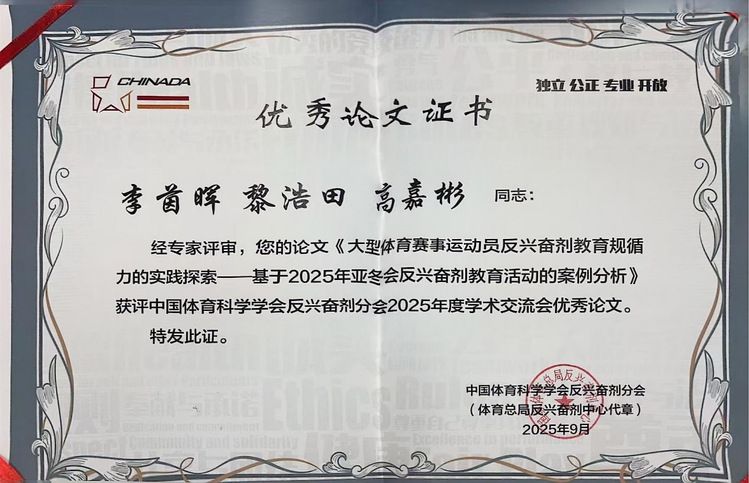 CHINADA
独立 公正 专业 开放
优秀论文证书
李茵晖 黎浩田 高嘉彬 同志：
经专家评审，您的论文《大型体育赛事运动员反兴奋剂教育规循
力的实践探索——基于2025年亚冬会反兴奋剂教育活动的案例分析》
获评中国体育科学学会反兴奋剂分会2025年度学术交流会优秀论文。
特发此证。
中国体育科学学会反兴奋剂分会
（体育总局反兴奋剂中心代章）
2025年9月